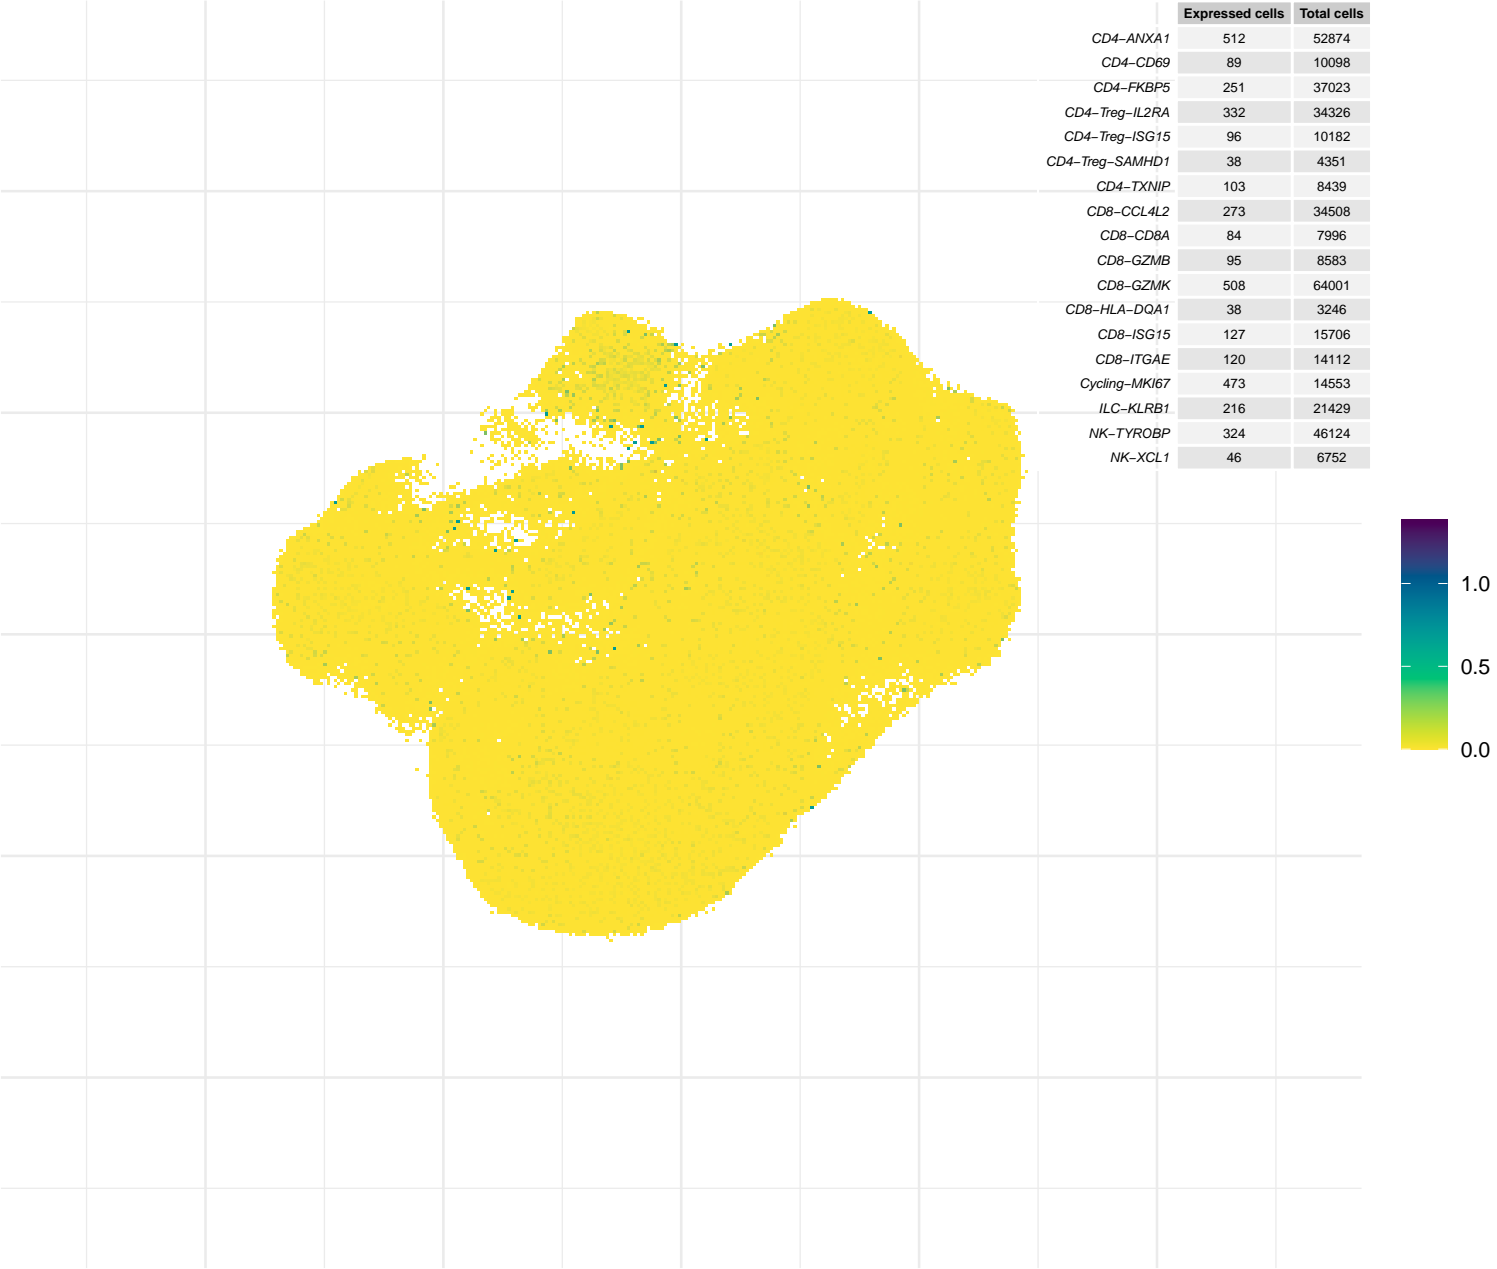 Expressed cells Total cells
CD4−ANXA1 512 52874
CD4−CD69 89 10098
CD4−FKBP5 251 37023
CD4−Treg−IL2RA 332 34326
CD4−Treg−ISG15 96 10182
CD4−Treg−SAMHD1 38 4351
CD4−TXNIP 103 8439
CD8−CCL4L2 273 34508
CD8−CD8A 84 7996
CD8−GZMB 95 8583
CD8−GZMK 508 64001
CD8−HLA−DQA1 38 3246
CD8−ISG15 127 15706
CD8−ITGAE 120 14112
Cycling−MKI67 473 14553
ILC−KLRB1 216 21429
NK−TYROBP 324 46124
NK−XCL1 46 6752
1.0
0.5
0.0